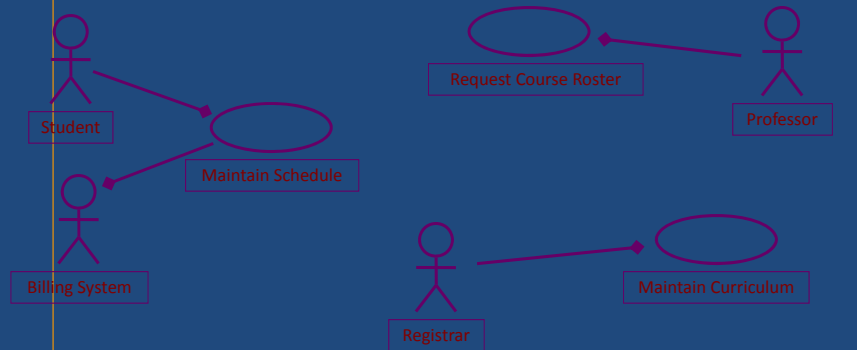 Request Course Roster
Student
Professor
Maintain Schedule
Billing System
Maintain Curriculum
Registrar